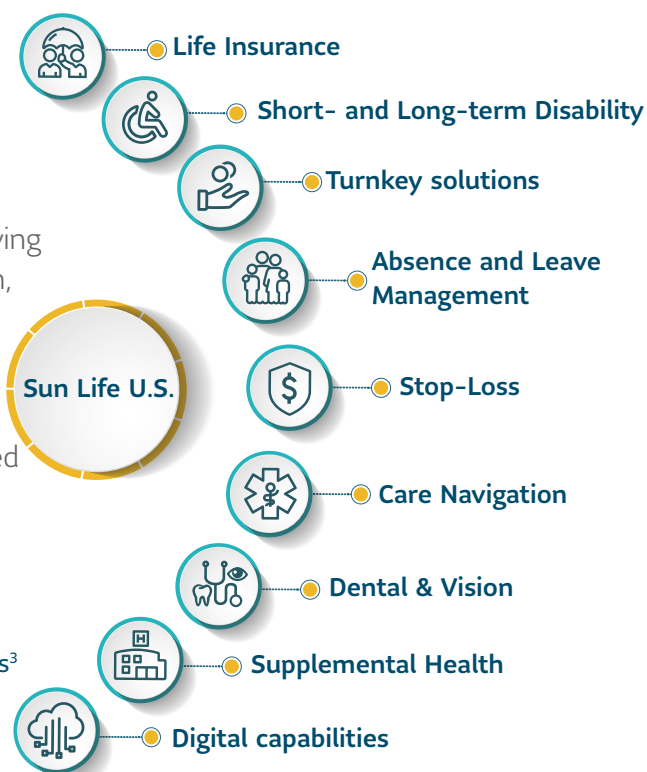 Life Insurance
Short- and Long-term Disability
Turnkey solutions
Absence and Leave
Management
Sun Life U.S.
$
Stop-Loss
Care Navigation
Dental & Vision
H
Supplemental Health
Digital capabilities